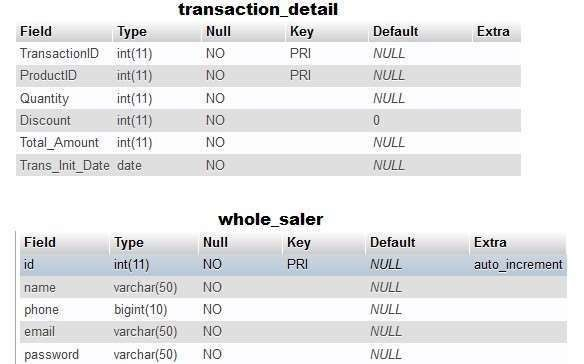 transaction_detail
Field Type Null Key Default Extra
TransactionID int(11) NO PRI NULL
ProductID int(11) NO PRI NULL
Quantity int(11) NO NULL
Discount int(11) NO 0
Total_Amount int(11) NO NULL
Trans_Init_Date date NO NULL
whole_saler
Field Type Null Key Default Extra
id int(11) NO PRI NULL auto_increment
name varchar(50) NO NULL
phone bigint(10) NO NULL
email varchar(50) NO NULL
password varchar(50) NO NULL